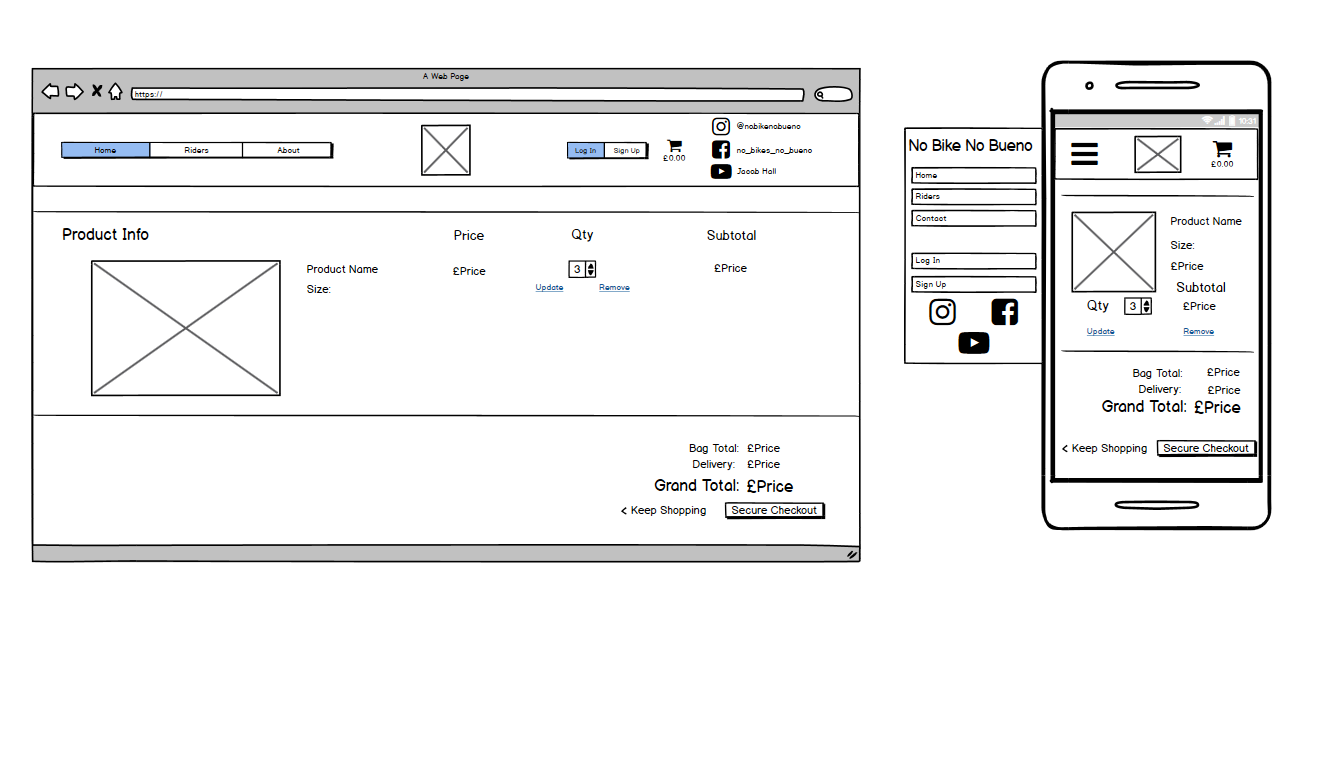 A Web Page
https://
Home Riders About
Log In Sign Up
£0.00
@nobikenobueno
no_bikes_no_bueno
Jacob Hall
Product Info Price Qty Subtotal
Product Name £Price 3 £Price
Size: Update Remove
Bag Total: £Price
Delivery: £Price
Grand Total: £Price
< Keep Shopping Secure Checkout
No Bike No Bueno
Home
Riders
Contact
Log In
Sign Up
10:31
£0.00
Product Name
Size:
£Price
Subtotal
Qty 3 £Price
Update Remove
Bag Total: £Price
Delivery: £Price
Grand Total: £Price
< Keep Shopping Secure Checkout